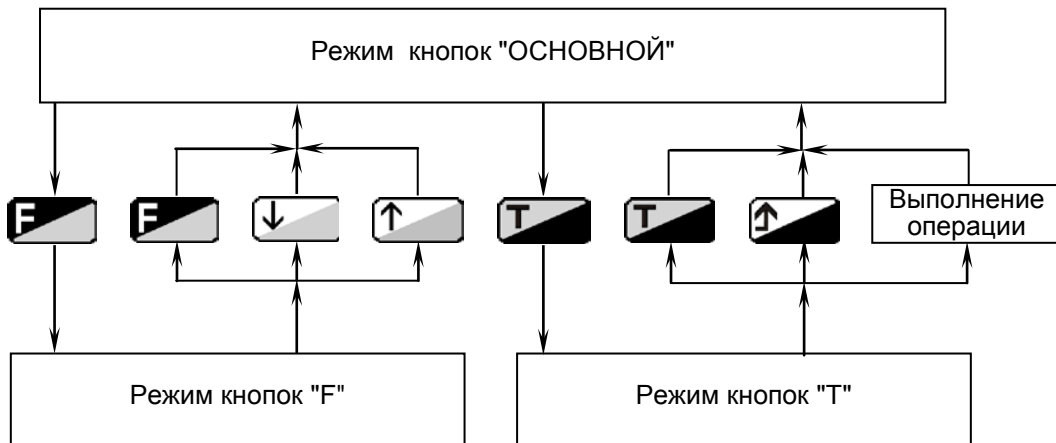 Режим кнопок "ОСНОВНОЙ"
F
F
T
T
Выполнение
операции
Режим кнопок "F"
Режим кнопок "T"